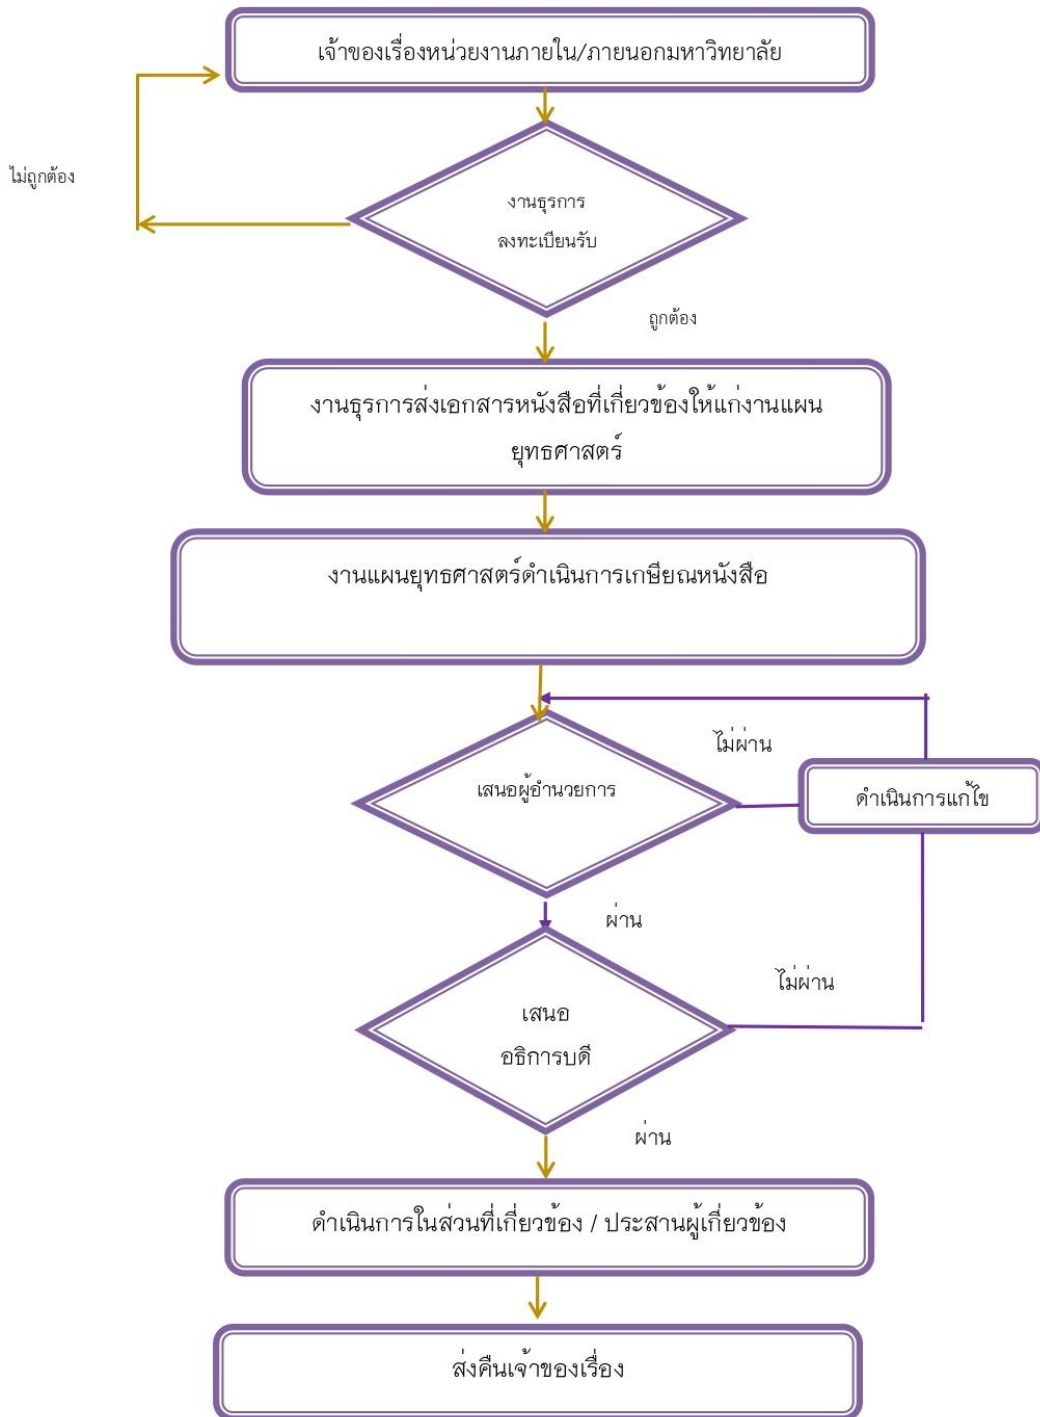 เจ้าของเรื่องหน่วยงานภายใน/ภายนอกมหาวิทยาลัย
ไม่ถูกต้อง
งานธุรการ
ลงทะเบียนรับ
ถูกต้อง
งานธุรการส่งเอกสารหนังสือที่เกี่ยวข้องให้แก่งานแผน
ยุทธศาสตร์
งานแผนยุทธศาสตร์ดำเนินการเกษียณหนังสือ
ไม่ผ่าน
เสนอผู้อำนวยการ
ดำเนินการแก้ไข
ผ่าน
ไม่ผ่าน
เสนอ
อธิการบดี
ผ่าน
ดำเนินการในส่วนที่เกี่ยวข้อง / ประสานผู้เกี่ยวข้อง
ส่งคืนเจ้าของเรื่อง